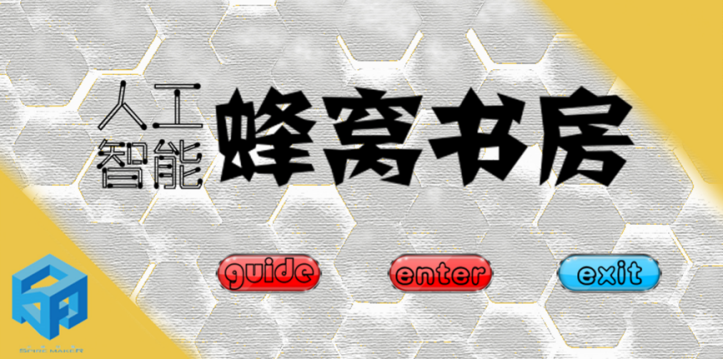 人工
智能
蜂窝书房
guide
enter
exit